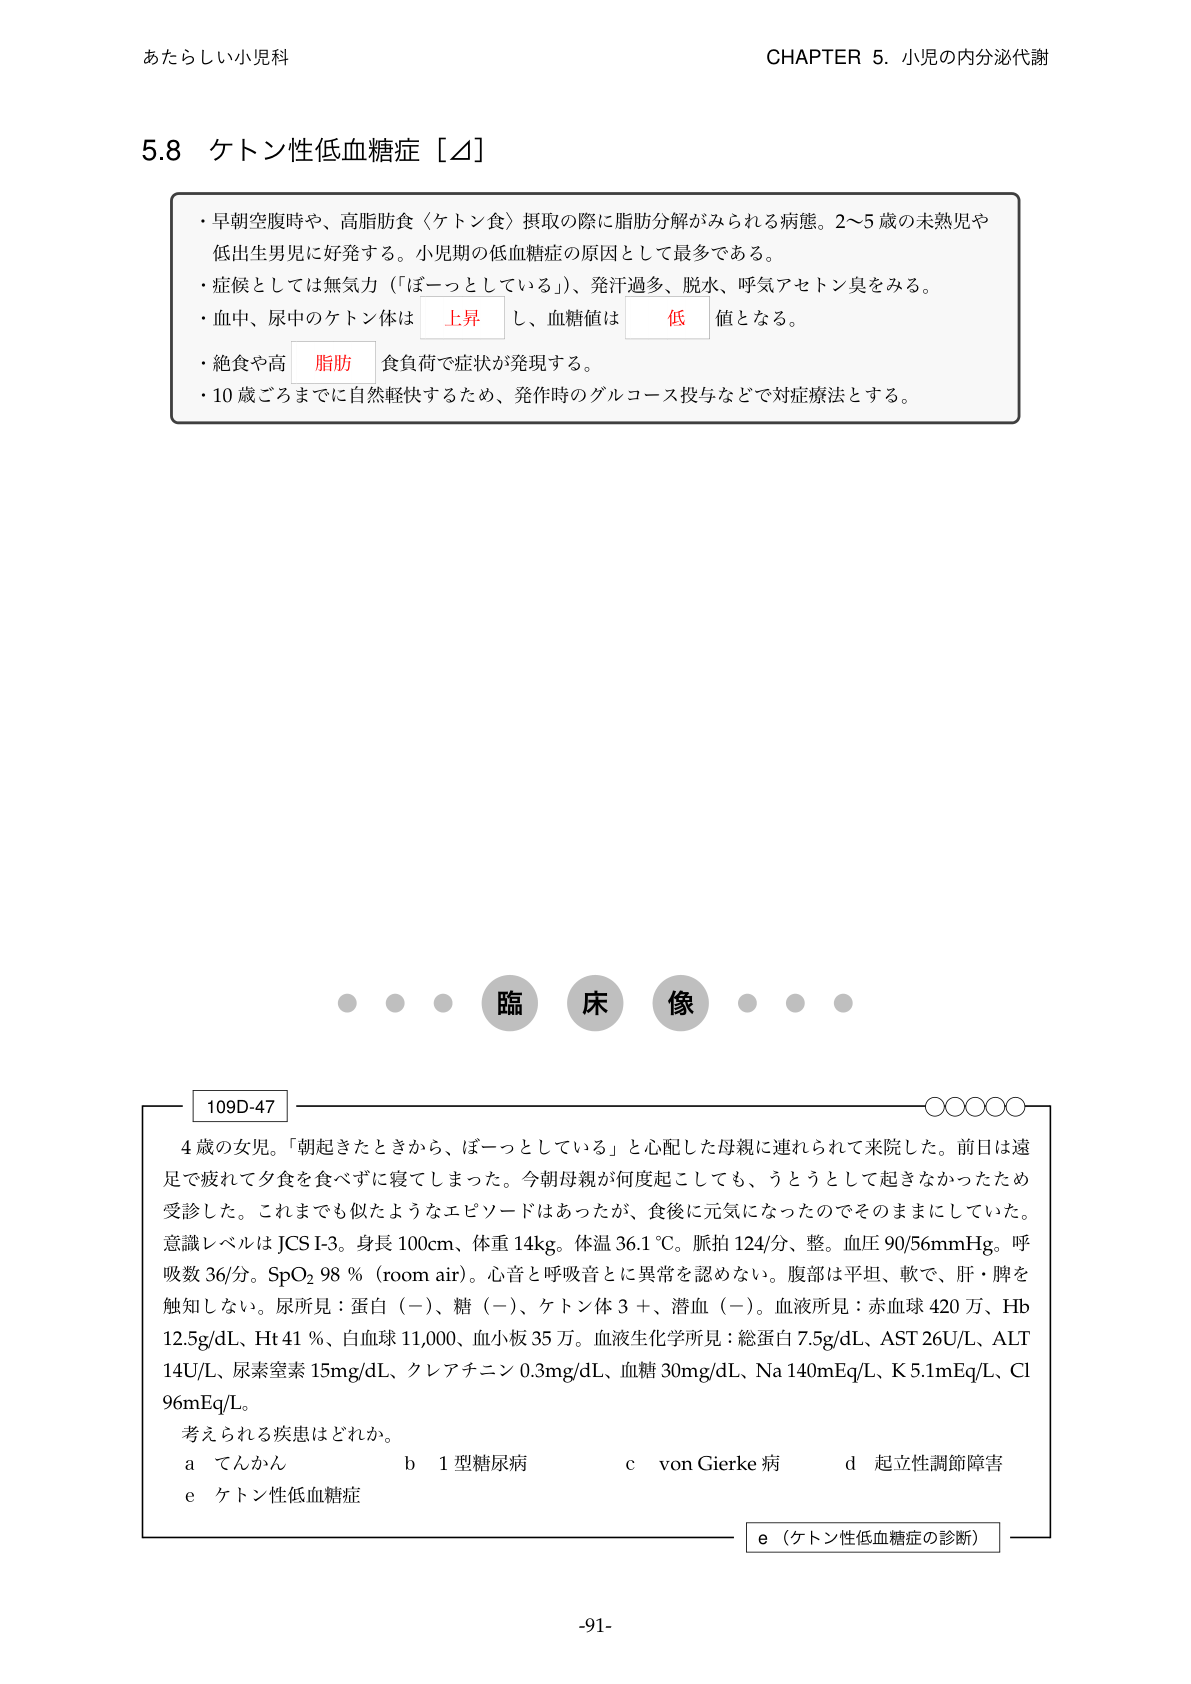 あたらしい小児科
CHAPTER 5. 小児の内分泌代謝
5.8 ケトン性低血糖症［⊿］
・早朝空腹時や、高脂肪食〈ケトン食〉摂取の際に脂肪分解がみられる病態。2〜5 歳の未熟児や
低出生男児に好発する。小児期の低血糖症の原因として最多である。
・症候としては無気力（「ぼーっとしている」）、発汗過多、脱水、呼気アセトン臭をみる。
・血中、尿中のケトン体は 上昇 し、血糖値は 低 値となる。
・絶食や高 脂肪 食負荷で症状が発現する。
・10 歳ごろまでに自然軽快するため、発作時のグルコース投与などで対症療法とする。
臨 床 像
109D-47
4 歳の女児。「朝起きたときから、ぼーっとしている」と心配した母親に連れられて来院した。前日は遠
足で疲れて夕食を食べずに寝てしまった。今朝母親が何度起こしても、うとうとして起きなかったため
受診した。これまでも似たようなエピソードはあったが、食後に元気になったのでそのままにしていた。
意識レベルは JCS I-3。身長 100cm、体重 14kg。体温 36.1 ℃。脈拍 124/分、整。血圧 90/56mmHg。呼
吸数 36/分。SpO₂ 98 %（room air）。心音と呼吸音とに異常を認めない。腹部は平坦、軟で、肝・脾を
触知しない。尿所見：蛋白（−）、糖（−）、ケトン体 3 +、潜血（−）。血液所見：赤血球 420 万、Hb
12.5g/dL、Ht 41 %、白血球 11,000、血小板 35 万。血液生化学所見：総蛋白 7.5g/dL、AST 26U/L、ALT
14U/L、尿素窒素 15mg/dL、クレアチニン 0.3mg/dL、血糖 30mg/dL、Na 140mEq/L、K 5.1mEq/L、Cl
96mEq/L。
考えられる疾患はどれか。
a てんかん b 1 型糖尿病 c von Gierke 病 d 起立性調節障害
e ケトン性低血糖症
e （ケトン性低血糖症の診断）
-91-